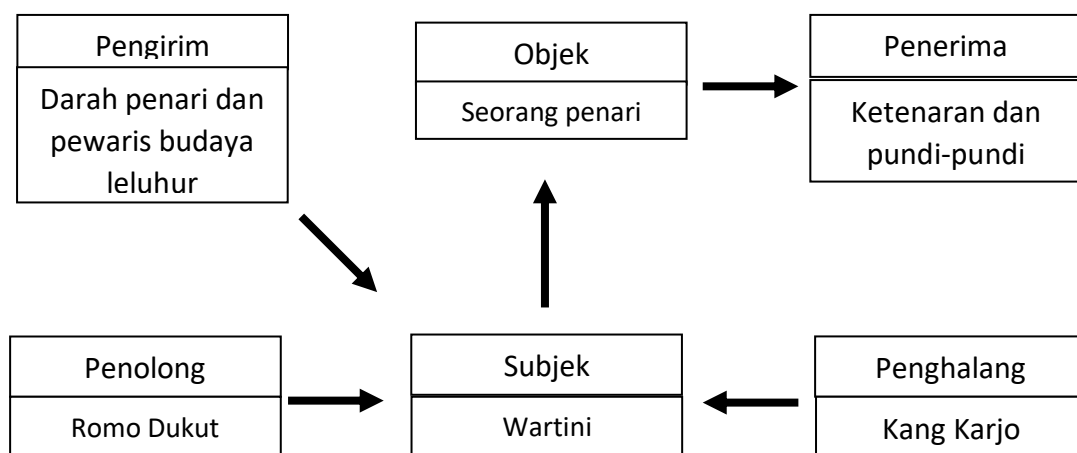 Pengirim
Darah penari dan
pewaris budaya
leluhur
Objek
Seorang penari
Penerima
Ketenaran dan
pundi-pundi
Penolong
Romo Dukut
Subjek
Wartini
Penghalang
Kang Karjo